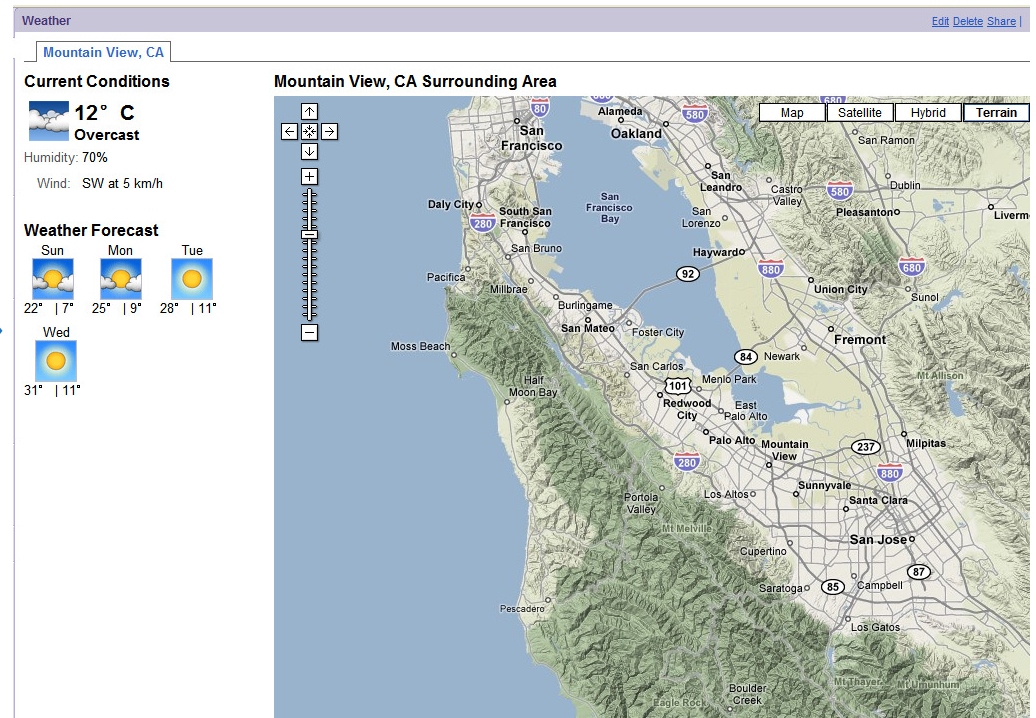 Weather
Edit Delete Share |
Mountain View, CA
Current Conditions
12° C
Overcast
Humidity: 70%
Wind: SW at 5 km/h
Weather Forecast
Sun Mon Tue
22° | 7° 25° | 9° 28° | 11°
Wed
31° | 11°
Mountain View, CA Surrounding Area
Map Satellite Hybrid Terrain
80
580
680
Alameda
San
Francisco
Oakland
San Ramon
San
Leandro
Castro
Valley
580
Dublin
Daly City
280
South San
Francisco
San
Francisco
Bay
San
Lorenzo
Pleasanton
Liverm
San Bruno
Hayward
880
680
Pacifica
Millbrae
92
Union City
Sunol
Burlingame
San Mateo
Foster City
Fremont
Moss Beach
84
Newark
San Carlos
Menlo Park
Mt Allison
Half
Moon Bay
101
Redwood
City
East
Palo Alto
Palo Alto
Mountain
View
237
Milpitas
280
880
Portola
Valley
Los Altos
Sunnyvale
Santa Clara
Mt Melville
San Jose
Cupertino
87
Saratoga
85
Campbell
Pescadero
Los Gatos
Mt Thayer
Mt Umunhum
Boulder
Creek
Eagle Rock